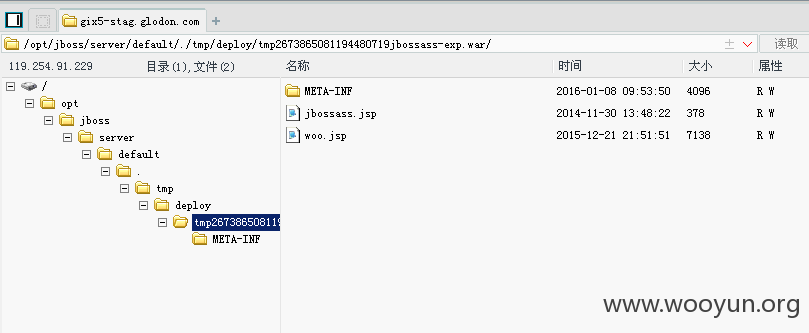 gix5-stag.glodon.com
/opt/jboss/server/default/./tmp/deploy/tmp2673865081194480719jbossass-exp.war/ 读取
119.254.91.229 目录(1),文件(2) 名称 时间 大小 属性
/
opt
jboss
server
default
.
tmp
deploy
tmp267386508119
META-INF
META-INF 2016-01-08 09:53:50 4096 R W
jbossass.jsp 2014-11-30 13:48:22 378 R W
woo.jsp 2015-12-21 21:51:51 7138 R W
www.wooyun.org